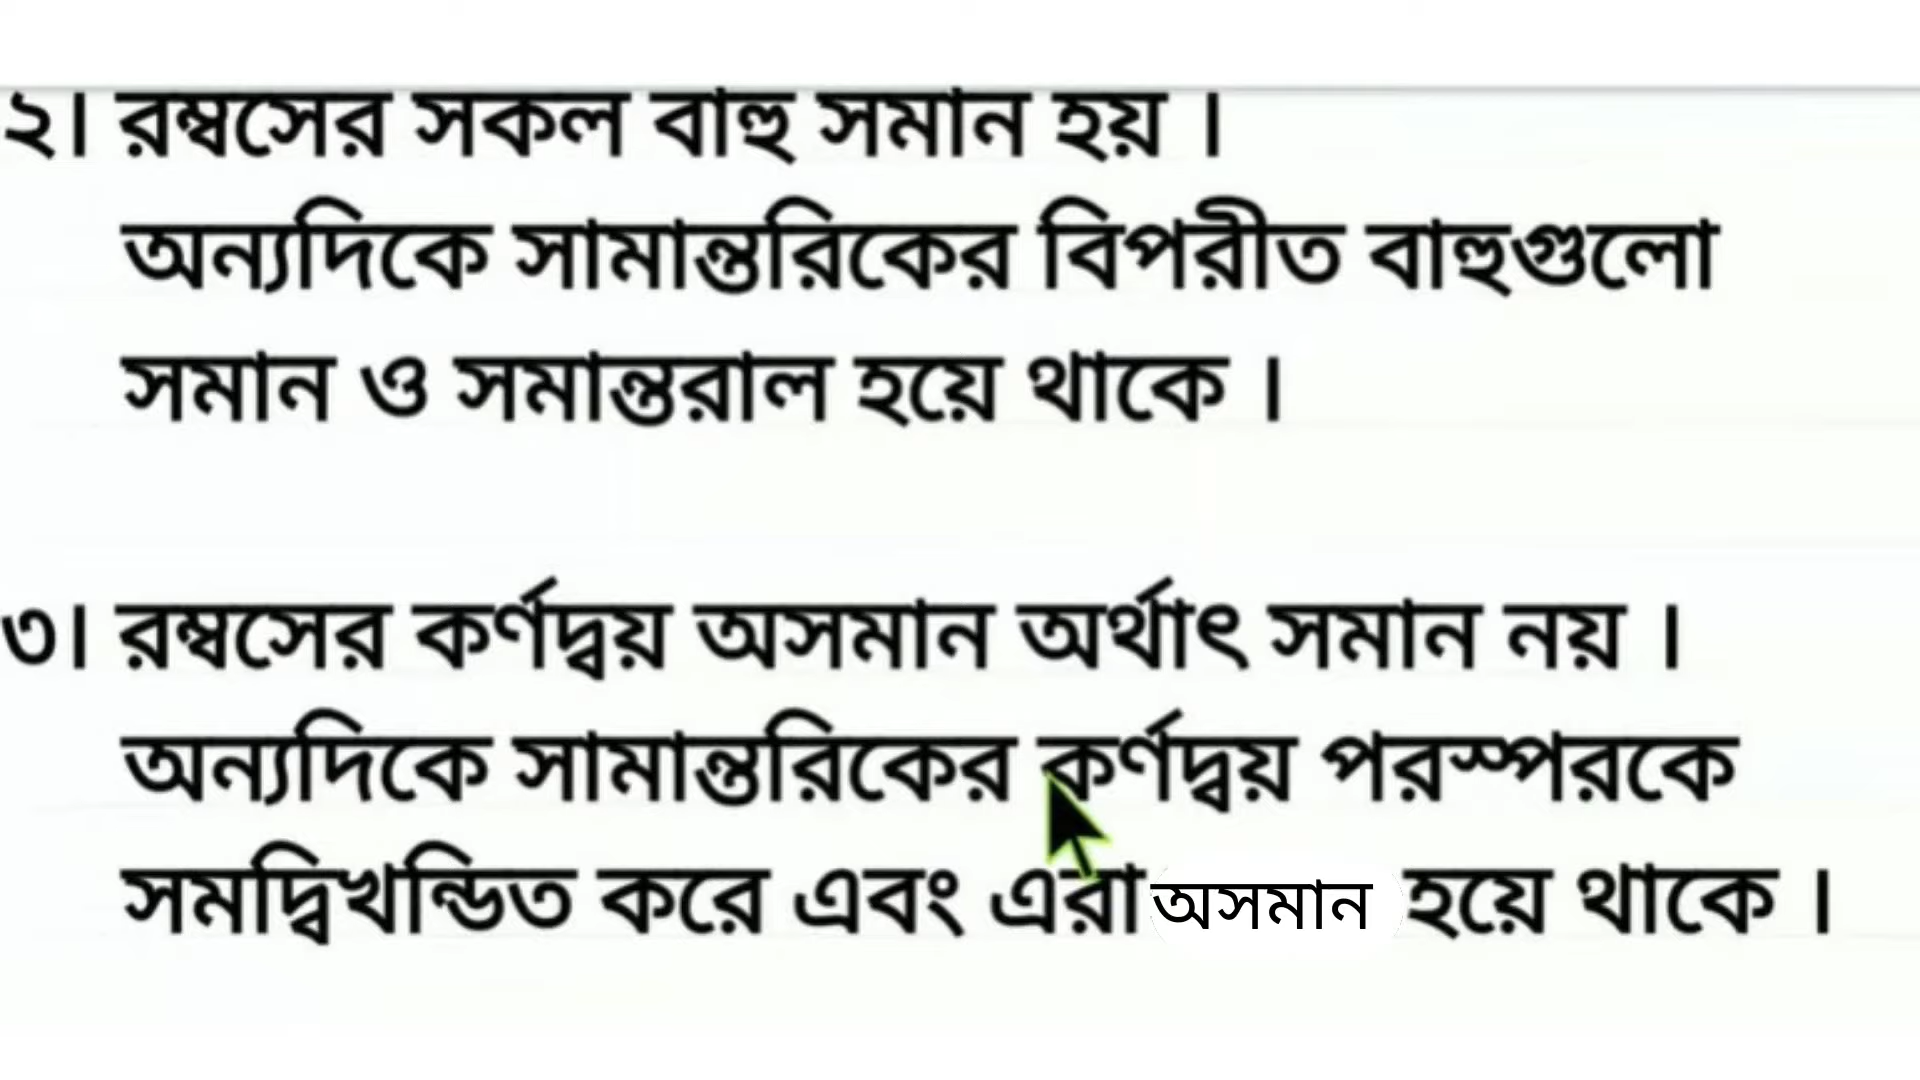 ২। রম্বসের সকল বাহু সমান হয় ।
অন্যদিকে সামান্তরিকের বিপরীত বাহুগুলো
সমান ও সমান্তরাল হয়ে থাকে ।
৩। রম্বসের কর্ণদ্বয় অসমান অর্থাৎ সমান নয় ।
অন্যদিকে সামান্তরিকের কর্ণদ্বয় পরস্পরকে
সমদ্বিখন্ডিত করে এবং এরা অসমান হয়ে থাকে ।